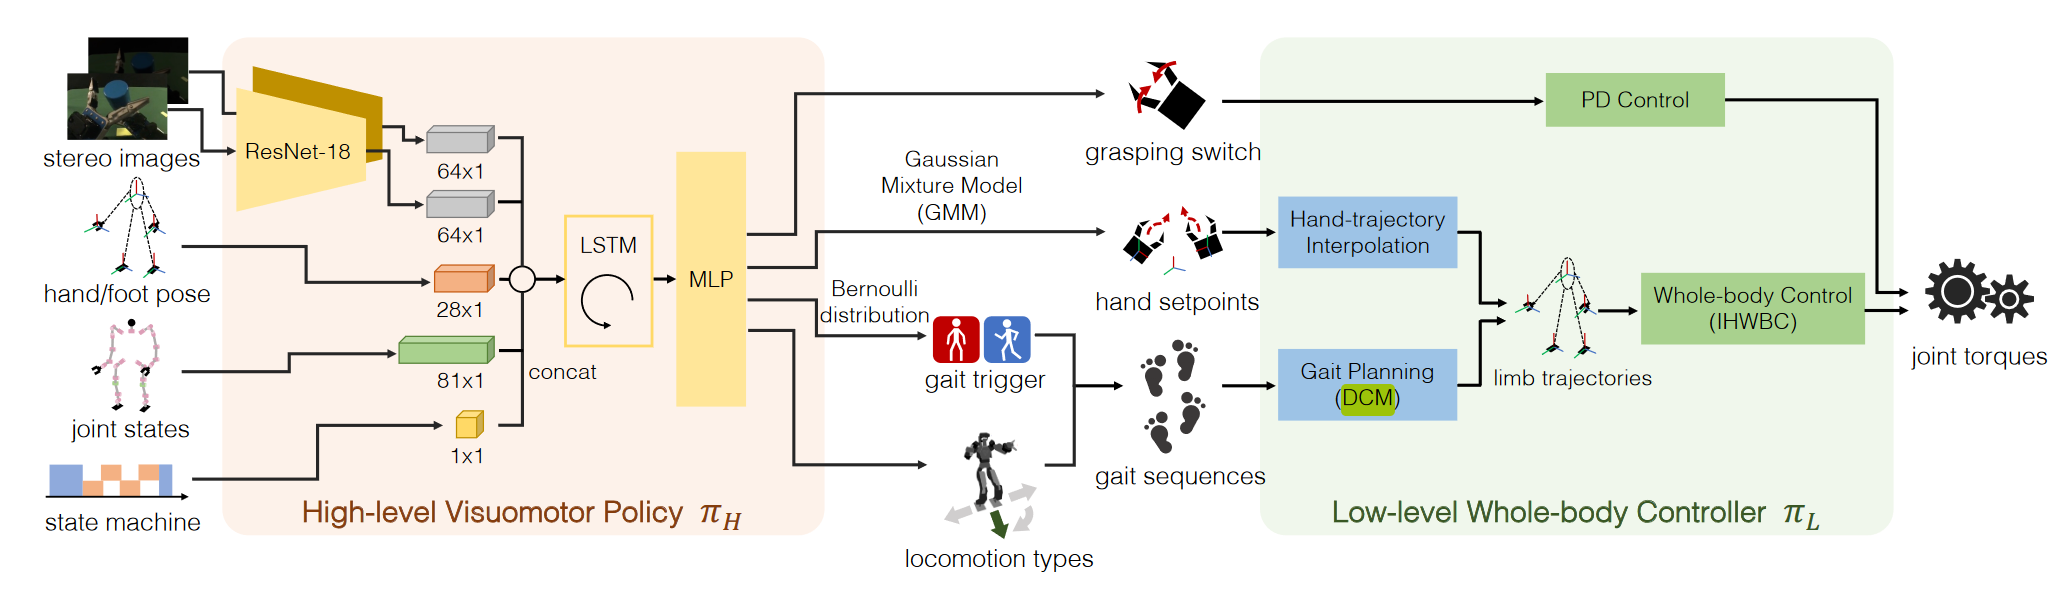 stereo images
ResNet-18
64x1
64x1
hand/foot pose
28x1
joint states
81x1
concat
state machine
1x1
LSTM
MLP
High-level Visuomotor Policy π_H
Gaussian
Mixture Model
(GMM)
Bernoulli
distribution
grasping switch
hand setpoints
gait trigger
gait sequences
locomotion types
PD Control
Hand-trajectory
Interpolation
Gait Planning
(DCM)
limb trajectories
Whole-body Control
(IHWBC)
joint torques
Low-level Whole-body Controller π_L